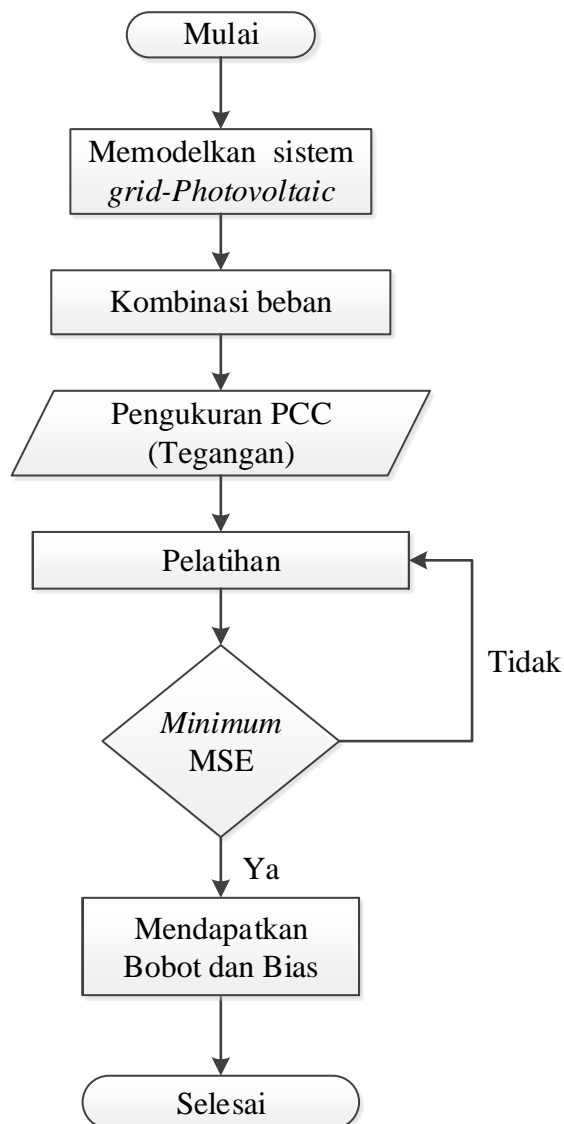 Mulai
Memodelkan sistem
grid-Photovoltaic
Kombinasi beban
Pengukuran PCC
(Tegangan)
Pelatihan
Tidak
Minimum
MSE
Ya
Mendapatkan
Bobot dan Bias
Selesai